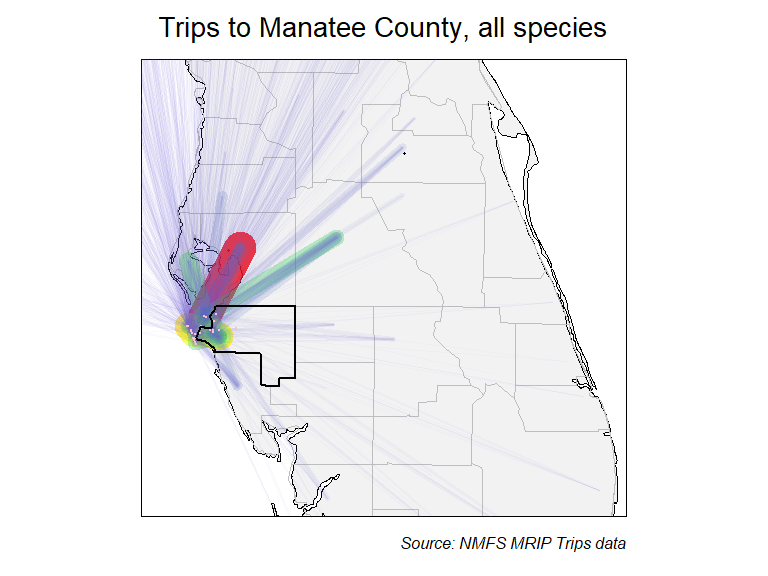 Trips to Manatee County, all species
Source: NMFS MRIP Trips data